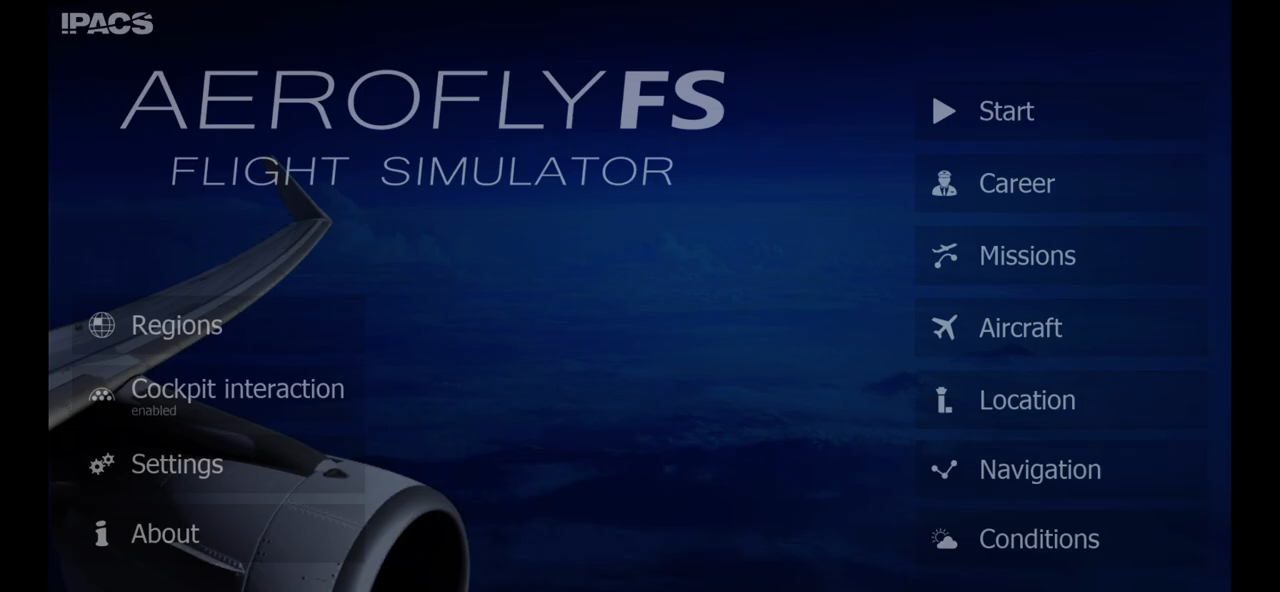 IPACS
AEROFLY FS
FLIGHT SIMULATOR
Regions
Cockpit interaction
enabled
Settings
About
Start
Career
Missions
Aircraft
Location
Navigation
Conditions